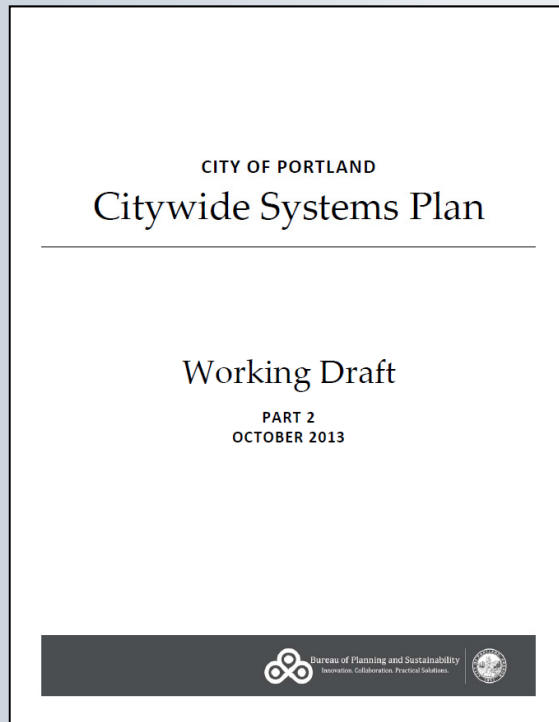 CITY OF PORTLAND
Citywide Systems Plan
Working Draft
PART 2
OCTOBER 2013
Bureau of Planning and Sustainability
Innovation. Collaboration. Practical Solutions.